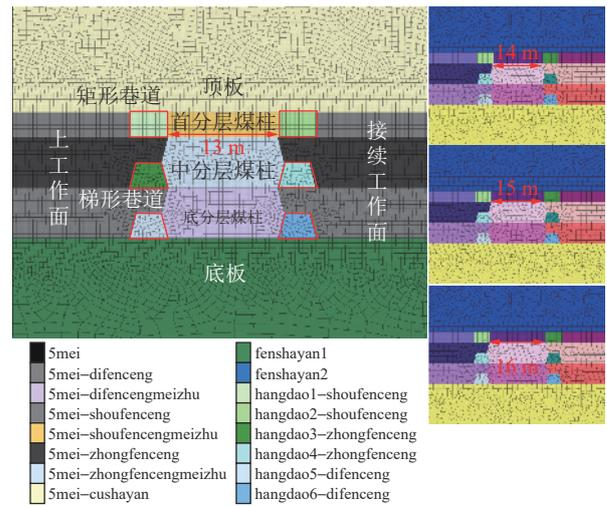 顶板
矩形巷道
首分层煤柱
13 m
中分层煤柱
上工作面
接续工作面
梯形巷道
底分层煤柱
底板
14 m
15 m
16 m
5mei
5mei–difenceng
5mei–difencengmeizhu
5mei–shoufenceng
5mei–shoufencengmeizhu
5mei–zhongfenceng
5mei–zhongfencengmeizhu
5mei–cushayan
fenshayan1
fenshayan2
hangdao1–shoufenceng
hangdao2–shoufenceng
hangdao3–zhongfenceng
hangdao4–zhongfenceng
hangdao5–difenceng
hangdao6–difenceng